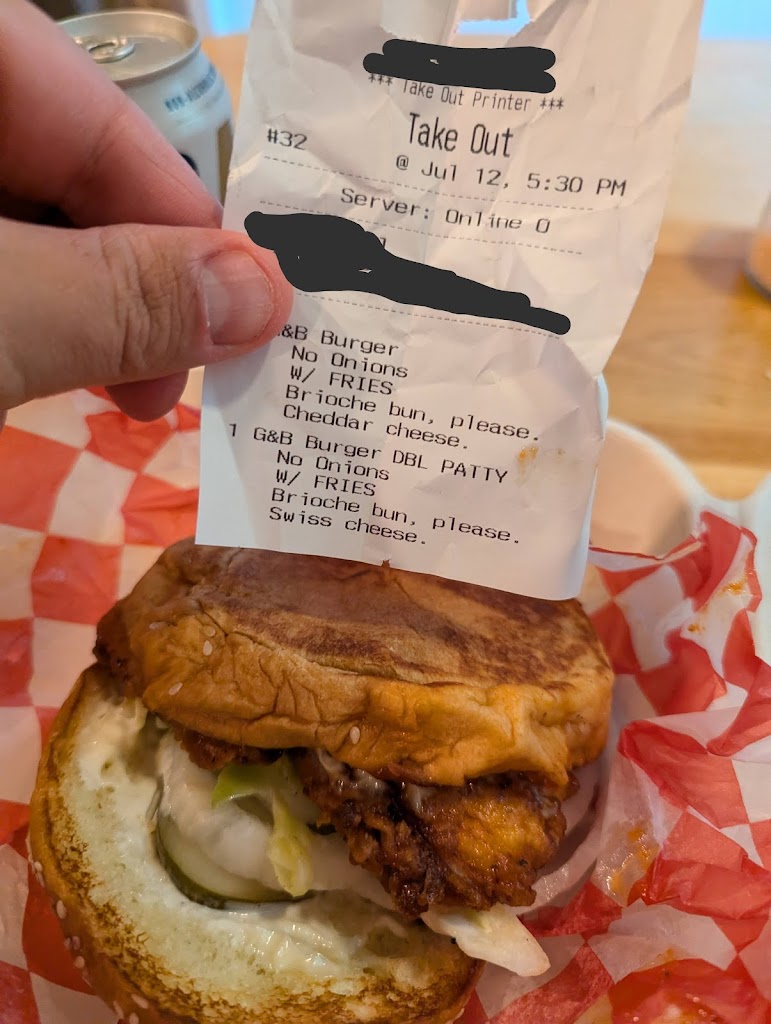 *** Take Out Printer ***
Take Out
#32
@ Jul 12, 5:30 PM
Server: Online O
&B Burger
No Onions
W/ FRIES
Brioche bun, please.
Cheddar cheese.
1 G&B Burger DBL PATTY
No Onions
W/ FRIES
Brioche bun, please.
Swiss cheese.